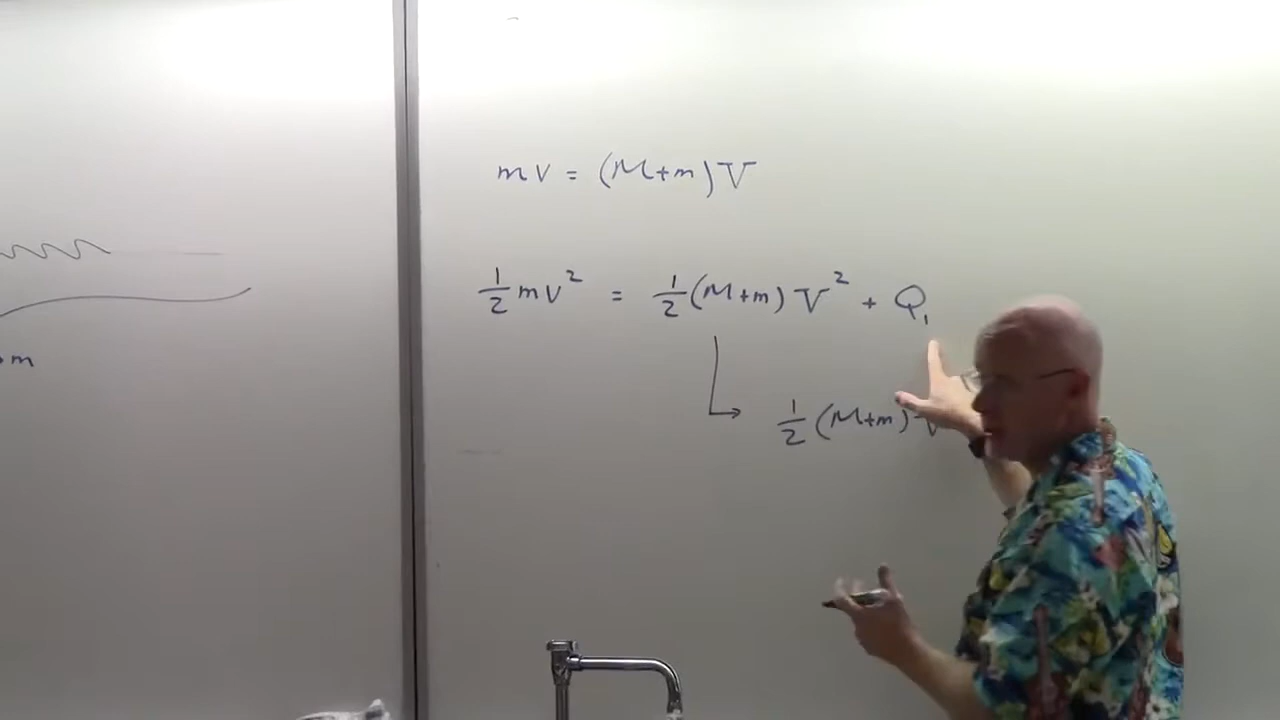 mv = (M+m)V
1/2 mv² = 1/2 (M+m) V² + Q₁
m
1/2 (M+m) V